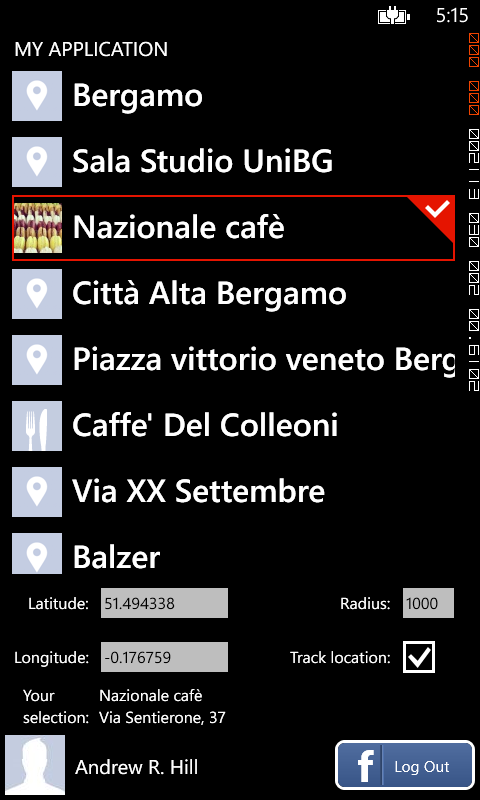 5:15
MY APPLICATION
Bergamo
Sala Studio UniBG
Nazionale cafè
Città Alta Bergamo
Piazza vittorio veneto Berg
Caffe' Del Colleoni
Via XX Settembre
Balzer
Latitude: 51.494338 Radius: 1000
Longitude: -0.176759 Track location:
Your selection: Nazionale cafè
Via Sentierone, 37
Andrew R. Hill
f Log Out
000 000